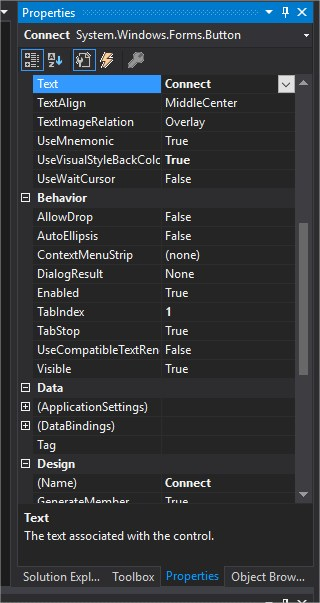 Properties
Connect System.Windows.Forms.Button
Text Connect
TextAlign MiddleCenter
TextImageRelation Overlay
UseMnemonic True
UseVisualStyleBackColo True
UseWaitCursor False
Behavior
AllowDrop False
AutoEllipsis False
ContextMenuStrip (none)
DialogResult None
Enabled True
TabIndex 1
TabStop True
UseCompatibleTextRen False
Visible True
Data
(ApplicationSettings)
(DataBindings)
Tag
Design
(Name) Connect
GenerateMember True
Text
The text associated with the control.
Solution Expl... Toolbox Properties Object Brow...